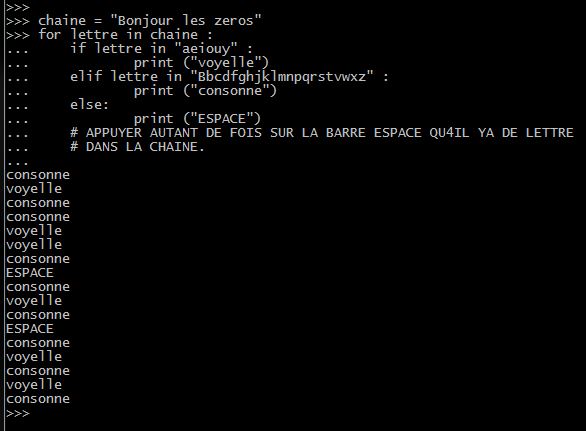 >>>
>>> chaine = "Bonjour les zeros"
>>> for lettre in chaine :
...     if lettre in "aeiouy" :
...             print ("voyelle")
...     elif lettre in "Bbcdfghjklmnpqrstvwxz" :
...             print ("consonne")
...     else:
...             print ("ESPACE")
...     # APPUYER AUTANT DE FOIS SUR LA BARRE ESPACE QU4IL YA DE LETTRE
...     # DANS LA CHAINE.
...
consonne
voyelle
consonne
consonne
voyelle
voyelle
consonne
ESPACE
consonne
voyelle
consonne
ESPACE
consonne
voyelle
consonne
voyelle
consonne
>>>